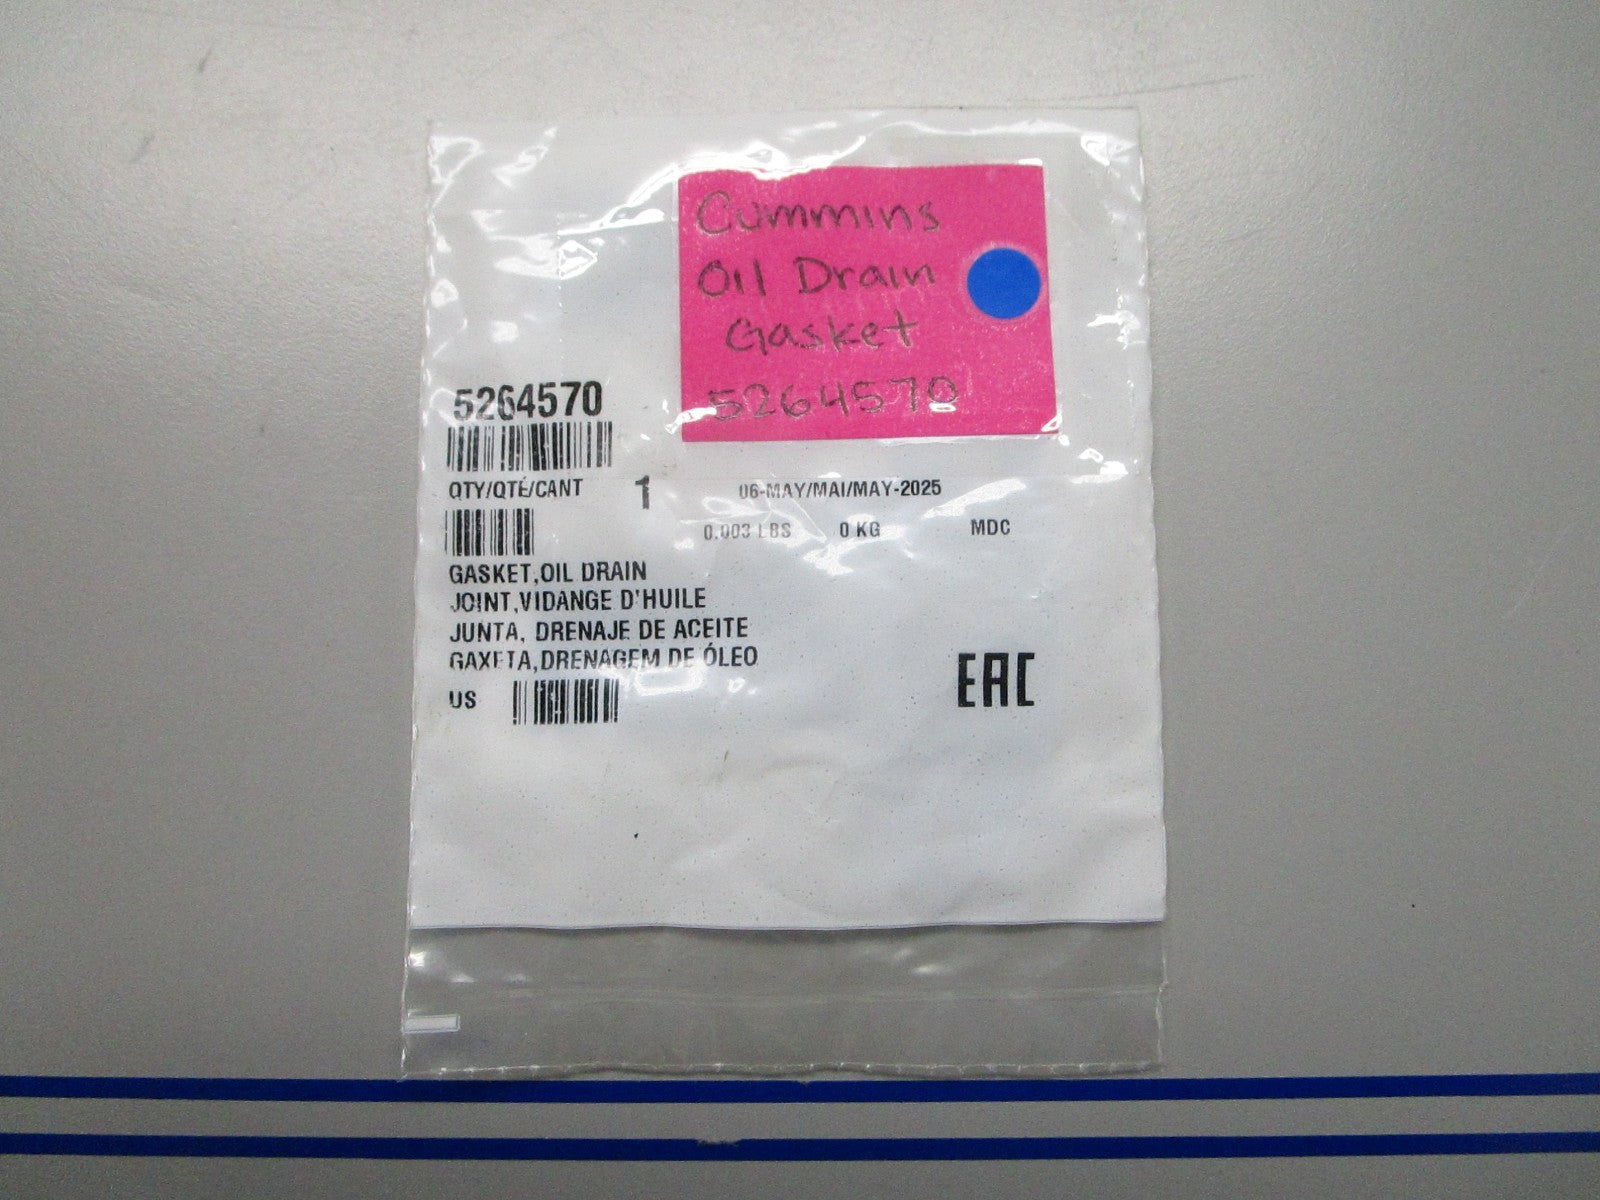 Cummins
Oil Drain
Gasket
5264570
5264570
QTY/QTÉ/CANT 1 06-MAY/MAI/MAY-2025
0.003 LBS 0 KG MDC
GASKET,OIL DRAIN
JOINT,VIDANGE D'HUILE
JUNTA, DRENAJE DE ACEITE
GAXETA,DRENAGEM DE ÓLEO
US
EAC